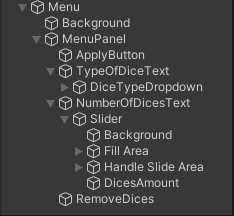 Menu
Background
MenuPanel
ApplyButton
TypeOfDiceText
DiceTypeDropdown
NumberOfDicesText
Slider
Background
Fill Area
Handle Slide Area
DicesAmount
RemoveDices